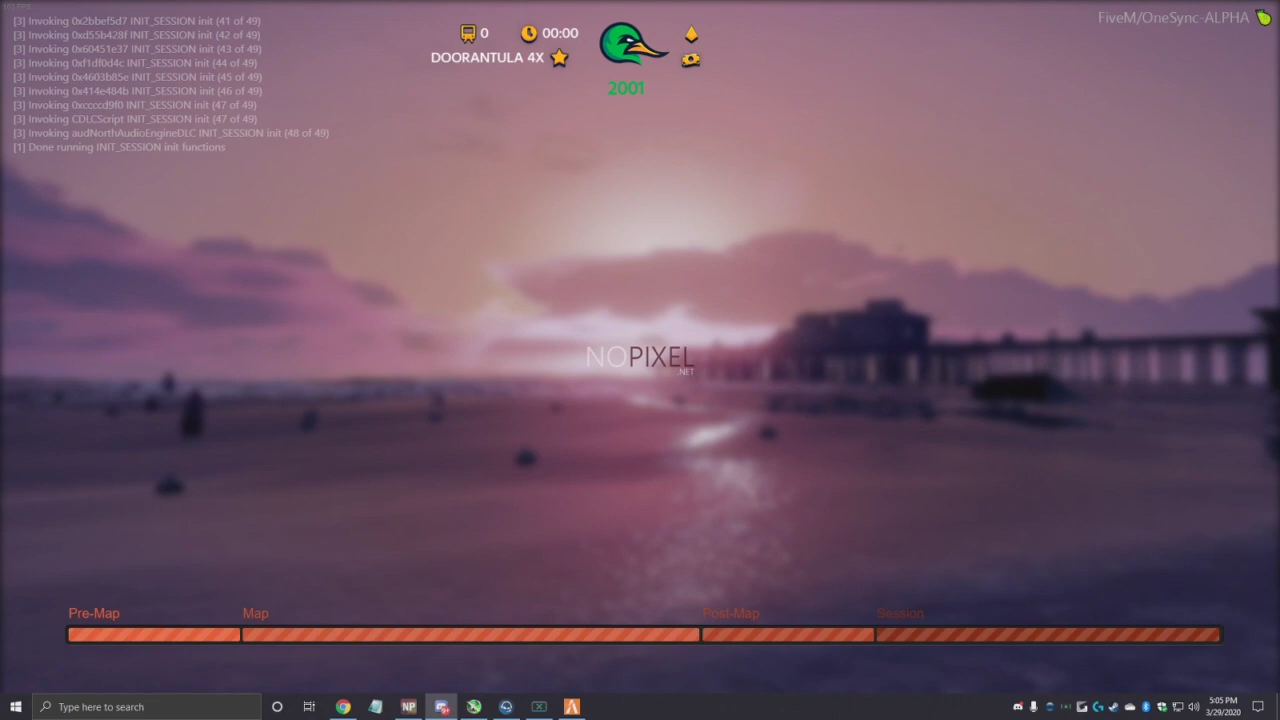 [3] Invoking 0x2bbef5d7 INIT_SESSION init (41 of 49)
[3] Invoking 0xd55b428f INIT_SESSION init (42 of 49)
[3] Invoking 0x60451e37 INIT_SESSION init (43 of 49)
[3] Invoking 0xf1df0d4c INIT_SESSION init (44 of 49)
[3] Invoking 0x4603b85e INIT_SESSION init (45 of 49)
[3] Invoking 0x414e484b INIT_SESSION init (46 of 49)
[3] Invoking 0xccccd9f0 INIT_SESSION init (47 of 49)
[3] Invoking CDLCScript INIT_SESSION init (47 of 49)
[3] Invoking audNorthAudioEngineDLC INIT_SESSION init (48 of 49)
[1] Done running INIT_SESSION init functions
0 00:00
DOORANTULA 4X
2001
FiveM/OneSync-ALPHA
NOPIXEL
.NET
Pre-Map Map Post-Map Session
Type here to search
NP
5:05 PM
3/29/2020